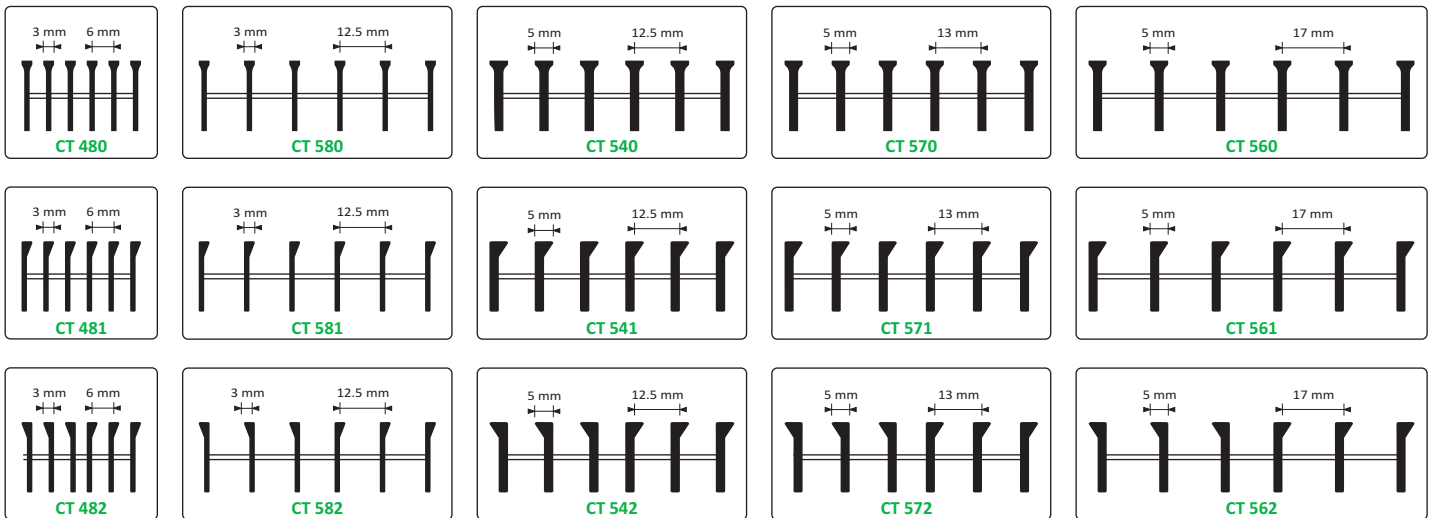 3 mm 6 mm
CT 480
3 mm 12.5 mm
CT 580
5 mm 12.5 mm
CT 540
5 mm 13 mm
CT 570
5 mm 17 mm
CT 560
3 mm 6 mm
CT 481
3 mm 12.5 mm
CT 581
5 mm 12.5 mm
CT 541
5 mm 13 mm
CT 571
5 mm 17 mm
CT 561
3 mm 6 mm
CT 482
3 mm 12.5 mm
CT 582
5 mm 12.5 mm
CT 542
5 mm 13 mm
CT 572
5 mm 17 mm
CT 562